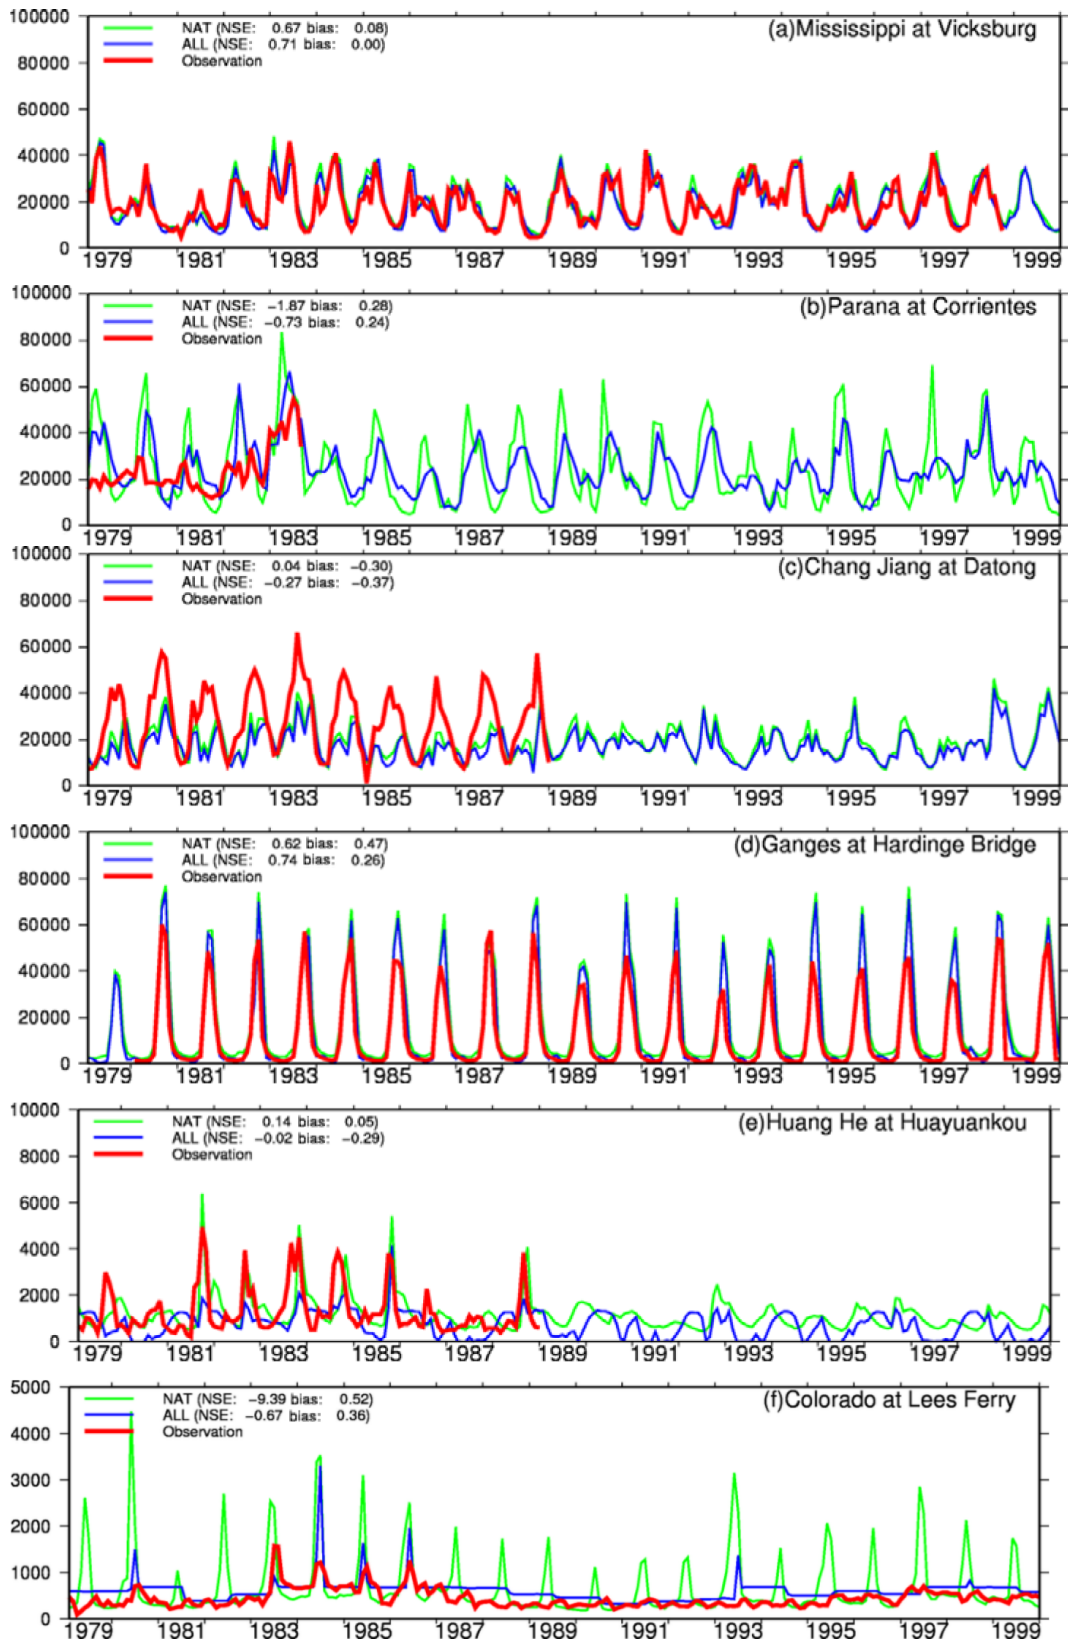 100000
80000
60000
40000
20000
0
NAT (NSE: 0.67 bias: 0.08)
ALL (NSE: 0.71 bias: 0.00)
Observation
(a)Mississippi at Vicksburg
1979 1981 1983 1985 1987 1989 1991 1993 1995 1997 1999
100000
80000
60000
40000
20000
0
NAT (NSE: −1.87 bias: 0.28)
ALL (NSE: −0.73 bias: 0.24)
Observation
(b)Parana at Corrientes
1979 1981 1983 1985 1987 1989 1991 1993 1995 1997 1999
100000
80000
60000
40000
20000
0
NAT (NSE: 0.04 bias: −0.30)
ALL (NSE: −0.27 bias: −0.37)
Observation
(c)Chang Jiang at Datong
1979 1981 1983 1985 1987 1989 1991 1993 1995 1997 1999
100000
80000
60000
40000
20000
0
NAT (NSE: 0.62 bias: 0.47)
ALL (NSE: 0.74 bias: 0.26)
Observation
(d)Ganges at Hardinge Bridge
1979 1981 1983 1985 1987 1989 1991 1993 1995 1997 1999
10000
8000
6000
4000
2000
0
NAT (NSE: 0.14 bias: 0.05)
ALL (NSE: −0.02 bias: −0.29)
Observation
(e)Huang He at Huayuankou
1979 1981 1983 1985 1987 1989 1991 1993 1995 1997 1999
5000
4000
3000
2000
1000
0
NAT (NSE: −9.39 bias: 0.52)
ALL (NSE: −0.67 bias: 0.36)
Observation
(f)Colorado at Lees Ferry
1979 1981 1983 1985 1987 1989 1991 1993 1995 1997 1999